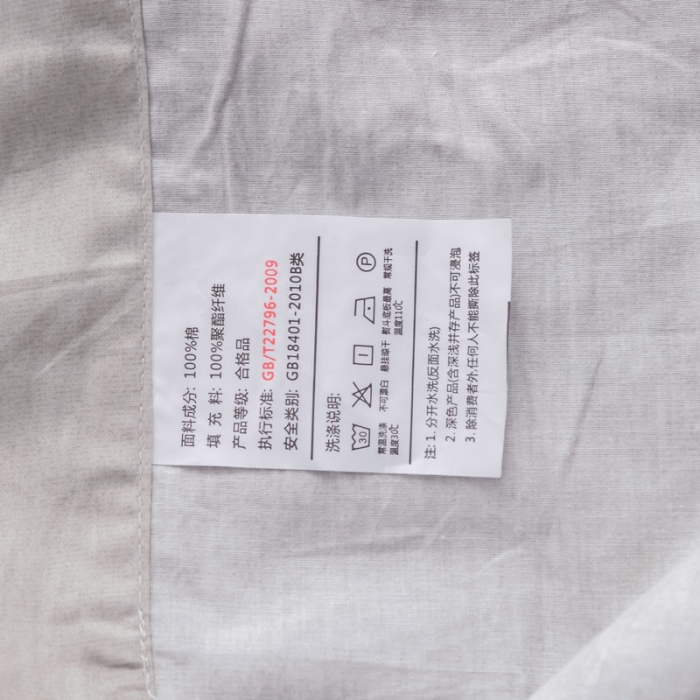 面料成分: 100%棉
填 充 料: 100%聚酯纤维
产品等级: 合格品
执行标准: GB/T22796-2009
安全类别: GB18401-2010B类
洗涤说明:
30 P
常温洗涤 不可漂白 悬挂晾干 熨斗底板最高 常规干洗
温度30℃ 温度110℃
注: 1. 分开水洗(反面水洗)
2. 深色产品(含深浅并存产品)不可浸泡
3. 除消费者外,任何人不能撕除此标签